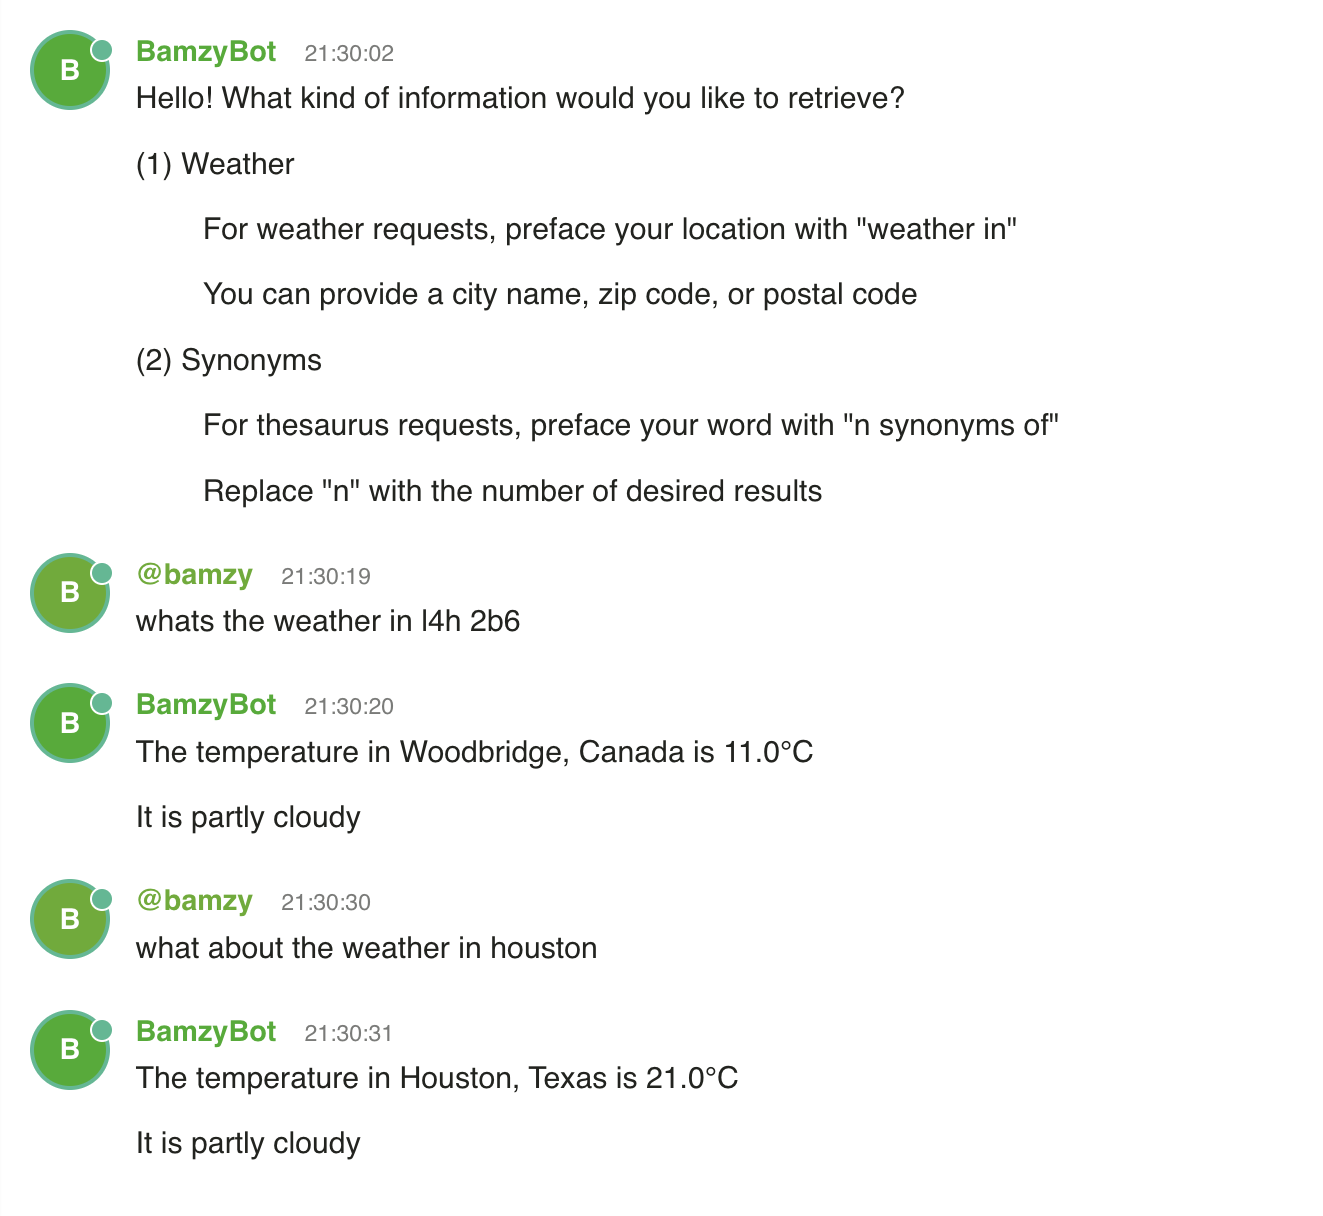 B
BamzyBot 21:30:02
Hello! What kind of information would you like to retrieve?
(1) Weather
For weather requests, preface your location with "weather in"
You can provide a city name, zip code, or postal code
(2) Synonyms
For thesaurus requests, preface your word with "n synonyms of"
Replace "n" with the number of desired results
B
@bamzy 21:30:19
whats the weather in l4h 2b6
B
BamzyBot 21:30:20
The temperature in Woodbridge, Canada is 11.0°C
It is partly cloudy
B
@bamzy 21:30:30
what about the weather in houston
B
BamzyBot 21:30:31
The temperature in Houston, Texas is 21.0°C
It is partly cloudy